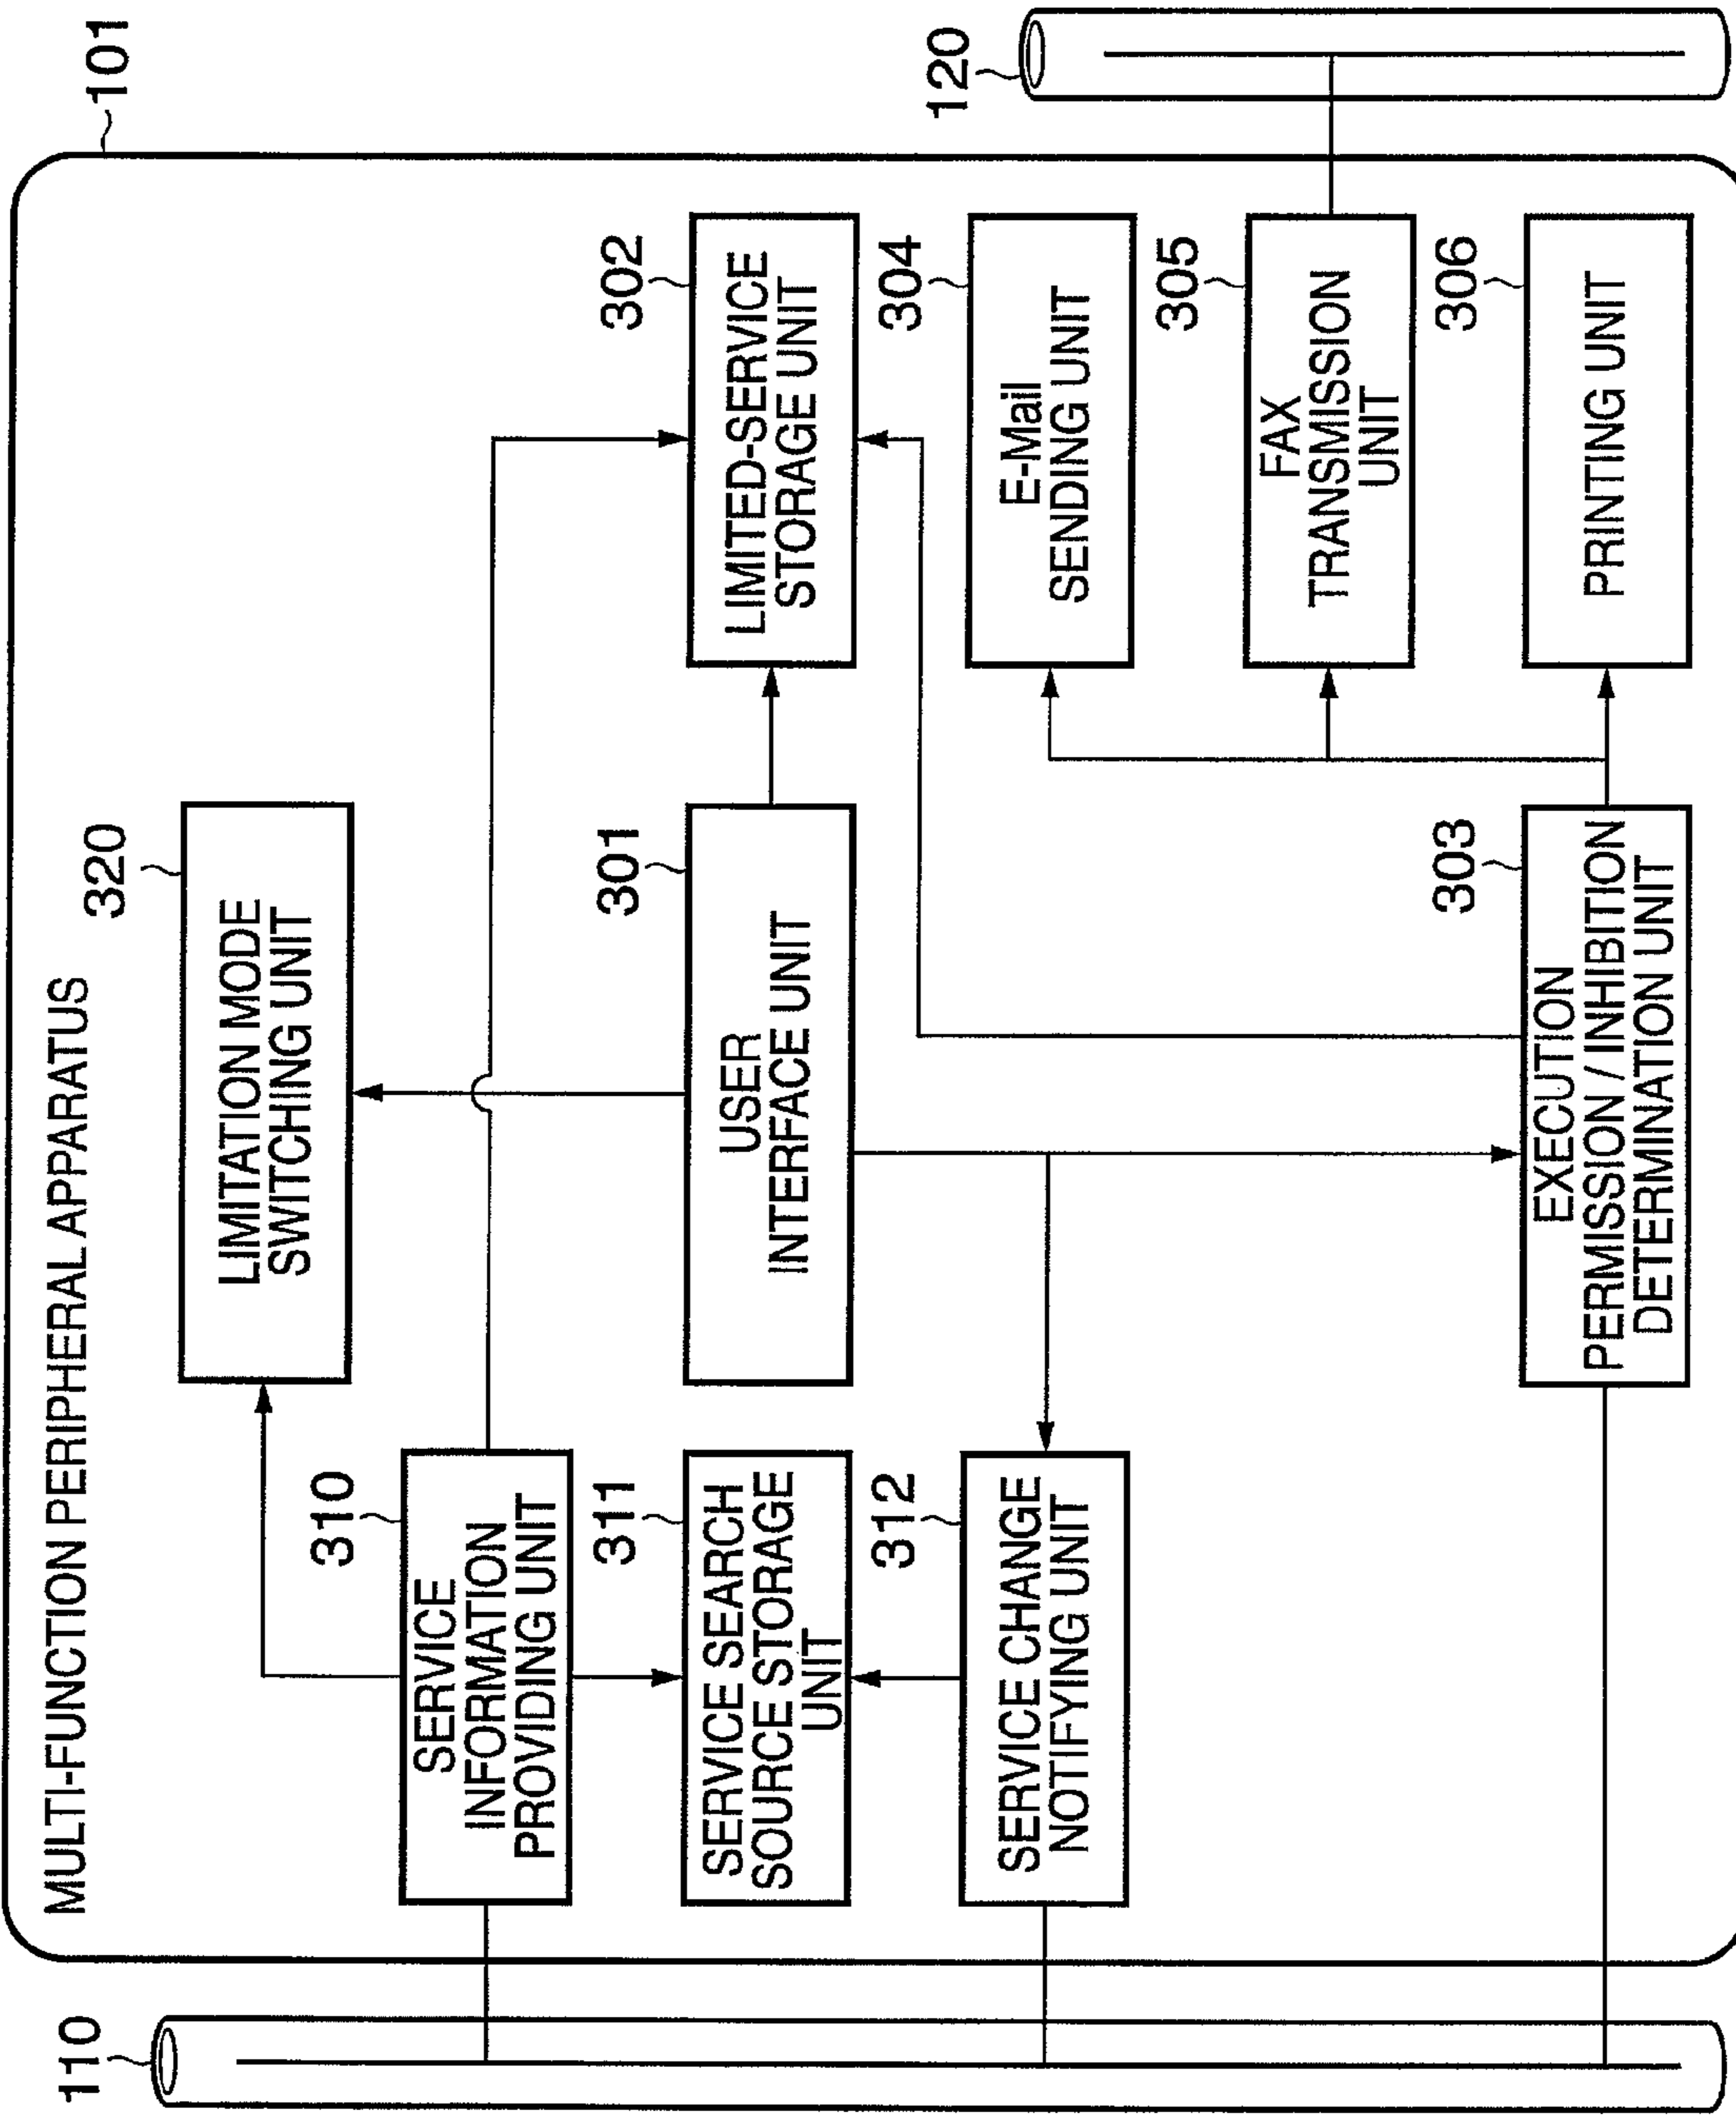 MULTI-FUNCTION PERIPHERAL APPARATUS
101
110
120
320
LIMITATION MODE
SWITCHING UNIT
310
SERVICE
INFORMATION
PROVIDING UNIT
311
SERVICE SEARCH
SOURCE STORAGE
UNIT
301
USER
INTERFACE UNIT
302
LIMITED-SERVICE
STORAGE UNIT
312
SERVICE CHANGE
NOTIFYING UNIT
304
E-Mail
SENDING UNIT
305
FAX
TRANSMISSION
UNIT
303
EXECUTION
PERMISSION / INHIBITION
DETERMINATION UNIT
306
PRINTING UNIT